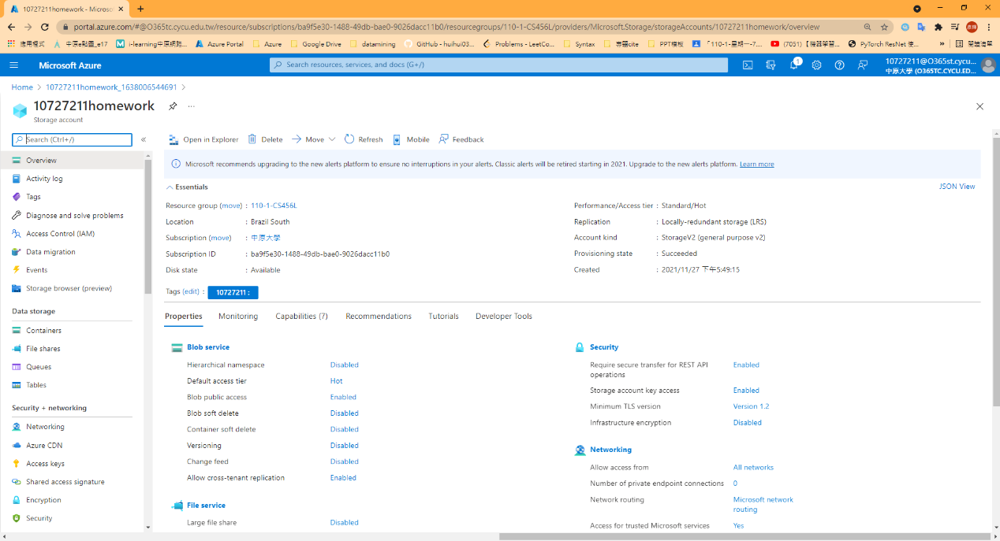 10727211homework - Microsoft
portal.azure.com/#@O365tc.cycu.edu.tw/resource/subscriptions/ba9f5e30-1488-49db-bae0-9026dacc11b0/resourcegroups/110-1-CS456L/providers/Microsoft.Storage/storageAccounts/10727211homework/overview
應用程式 中原e點靈_e17 i-learning中原網路... Azure Portal Azure Google Drive datamining GitHub - huihui03... Problems - LeetCo... Syntax 專題cite PPT模板 「110-1-星期一-7.... (7051)【機器學習... PyTorch ResNet 使... » 閱讀清單
Microsoft Azure
Search resources, services, and docs (G+/)
1
10727211@O365st.cycu...
中原大學 (O365TC.CYCU.ED...
Home > 10727211homework_1638006544691 >
10727211homework ...
Storage account
Search (Ctrl+/) «
Overview
Activity log
Tags
Diagnose and solve problems
Access Control (IAM)
Data migration
Events
Storage browser (preview)
Data storage
Containers
File shares
Queues
Tables
Security + networking
Networking
Azure CDN
Access keys
Shared access signature
Encryption
Security
Open in Explorer Delete Move Refresh Mobile Feedback
Microsoft recommends upgrading to the new alerts platform to ensure no interruptions in your alerts. Classic alerts will be retired starting in 2021. Upgrade to the new alerts platform. Learn more
Essentials JSON View
Resource group (move) : 110-1-CS456L
Location : Brazil South
Subscription (move) : 中原大學
Subscription ID : ba9f5e30-1488-49db-bae0-9026dacc11b0
Disk state : Available
Performance/Access tier : Standard/Hot
Replication : Locally-redundant storage (LRS)
Account kind : StorageV2 (general purpose v2)
Provisioning state : Succeeded
Created : 2021/11/27 下午5:49:15
Tags (edit) : 10727211 :
Properties Monitoring Capabilities (7) Recommendations Tutorials Developer Tools
Blob service
Hierarchical namespace Disabled
Default access tier Hot
Blob public access Enabled
Blob soft delete Disabled
Container soft delete Disabled
Versioning Disabled
Change feed Disabled
Allow cross-tenant replication Enabled
File service
Large file share Disabled
Security
Require secure transfer for REST API Enabled
operations
Storage account key access Enabled
Minimum TLS version Version 1.2
Infrastructure encryption Disabled
Networking
Allow access from All networks
Number of private endpoint connections 0
Network routing Microsoft network
routing
Access for trusted Microsoft services Yes